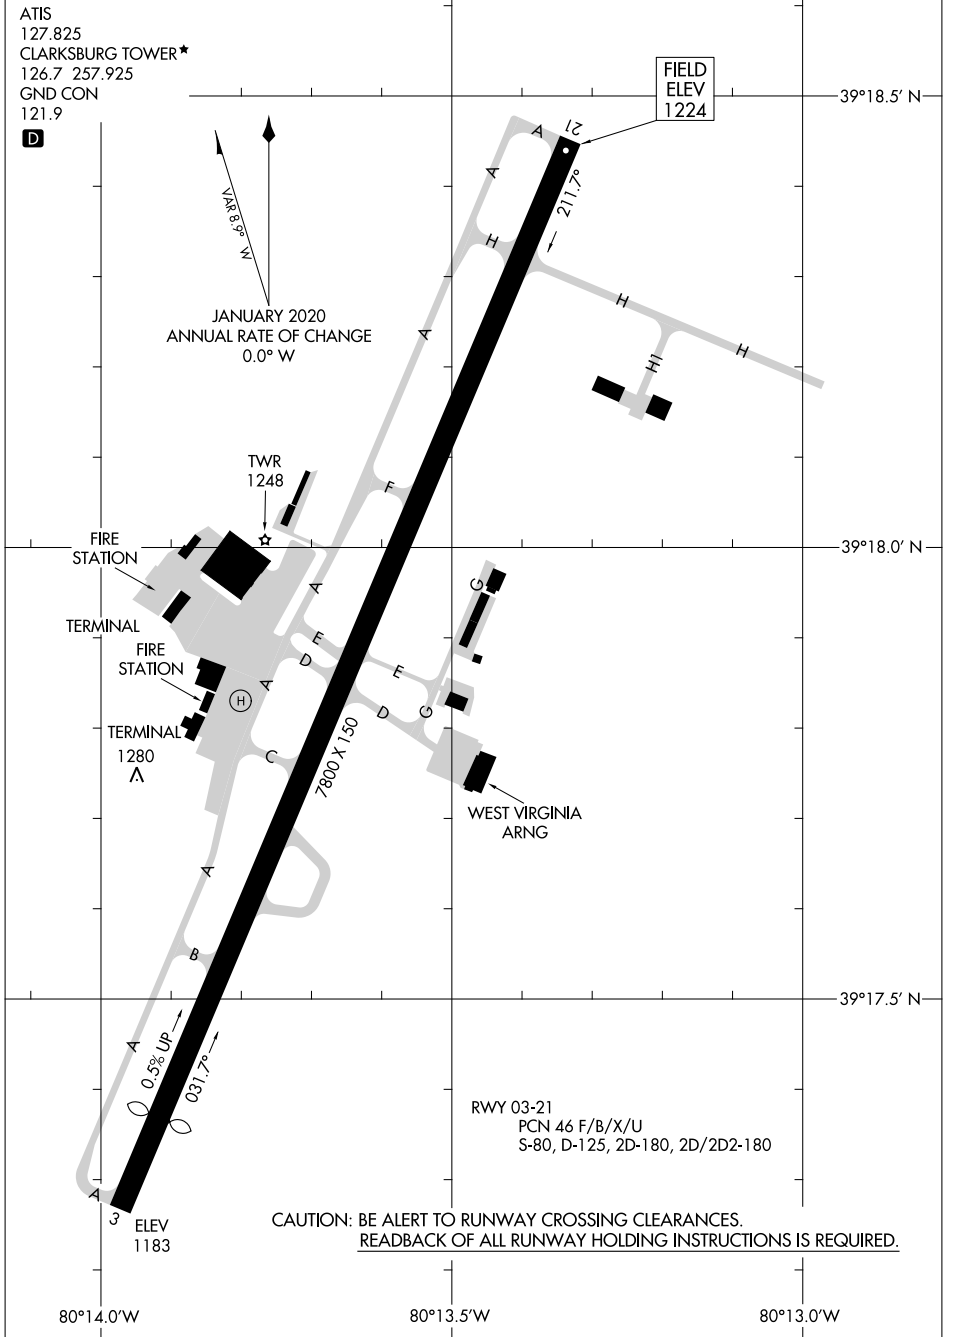 ATIS
127.825
CLARKSBURG TOWER★
126.7 257.925
GND CON
121.9
D
FIELD
ELEV
1224
39°18.5' N
21
A
A
211.7°
H
VAR 8.9° W
H
JANUARY 2020
ANNUAL RATE OF CHANGE
0.0° W
A
H
H1
TWR
1248
F
FIRE
STATION
39°18.0' N
A
G
TERMINAL
E
FIRE
STATION
D
E
A
H
D
G
TERMINAL
7800 X 150
1280
C
WEST VIRGINIA
ARNG
A
B
39°17.5' N
A
0.5% UP
031.7°
RWY 03-21
PCN 46 F/B/X/U
S-80, D-125, 2D-180, 2D/2D2-180
A
3
ELEV
1183
CAUTION: BE ALERT TO RUNWAY CROSSING CLEARANCES.
READBACK OF ALL RUNWAY HOLDING INSTRUCTIONS IS REQUIRED.
80°14.0'W
80°13.5'W
80°13.0'W